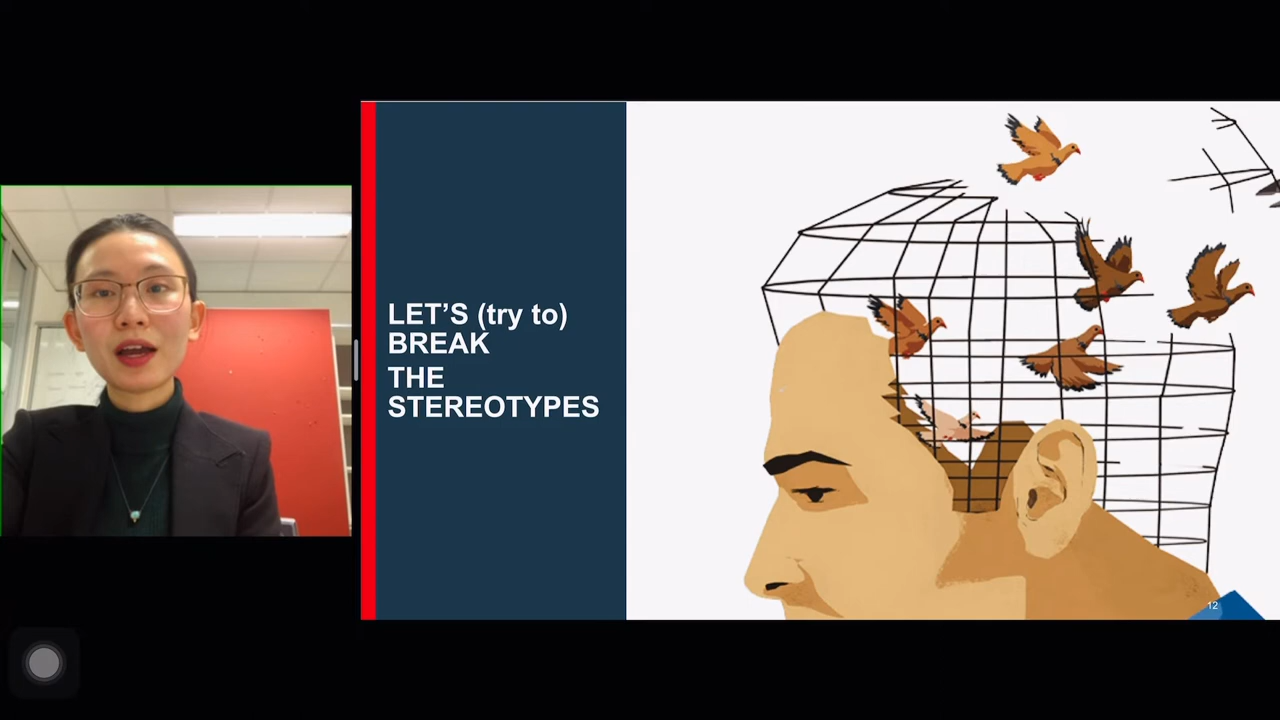 LET’S (try to)
BREAK
THE
STEREOTYPES
12